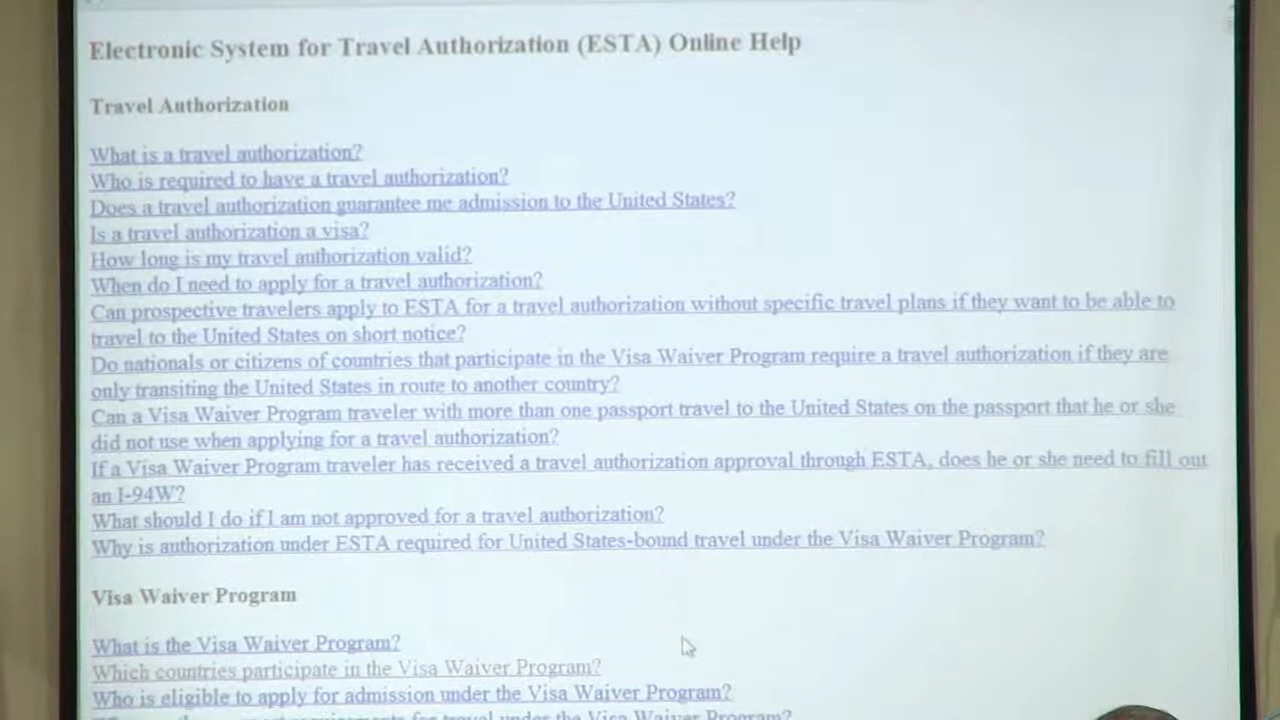 Electronic System for Travel Authorization (ESTA) Online Help
Travel Authorization
What is a travel authorization?
Who is required to have a travel authorization?
Does a travel authorization guarantee me admission to the United States?
Is a travel authorization a visa?
How long is my travel authorization valid?
When do I need to apply for a travel authorization?
Can prospective travelers apply to ESTA for a travel authorization without specific travel plans if they want to be able to
travel to the United States on short notice?
Do nationals or citizens of countries that participate in the Visa Waiver Program require a travel authorization if they are
only transiting the United States in route to another country?
Can a Visa Waiver Program traveler with more than one passport travel to the United States on the passport that he or she
did not use when applying for a travel authorization?
If a Visa Waiver Program traveler has received a travel authorization approval through ESTA, does he or she need to fill out
an I-94W?
What should I do if I am not approved for a travel authorization?
Why is authorization under ESTA required for United States-bound travel under the Visa Waiver Program?
Visa Waiver Program
What is the Visa Waiver Program?
Which countries participate in the Visa Waiver Program?
Who is eligible to apply for admission under the Visa Waiver Program?
for travel under the Visa Waiver Program?